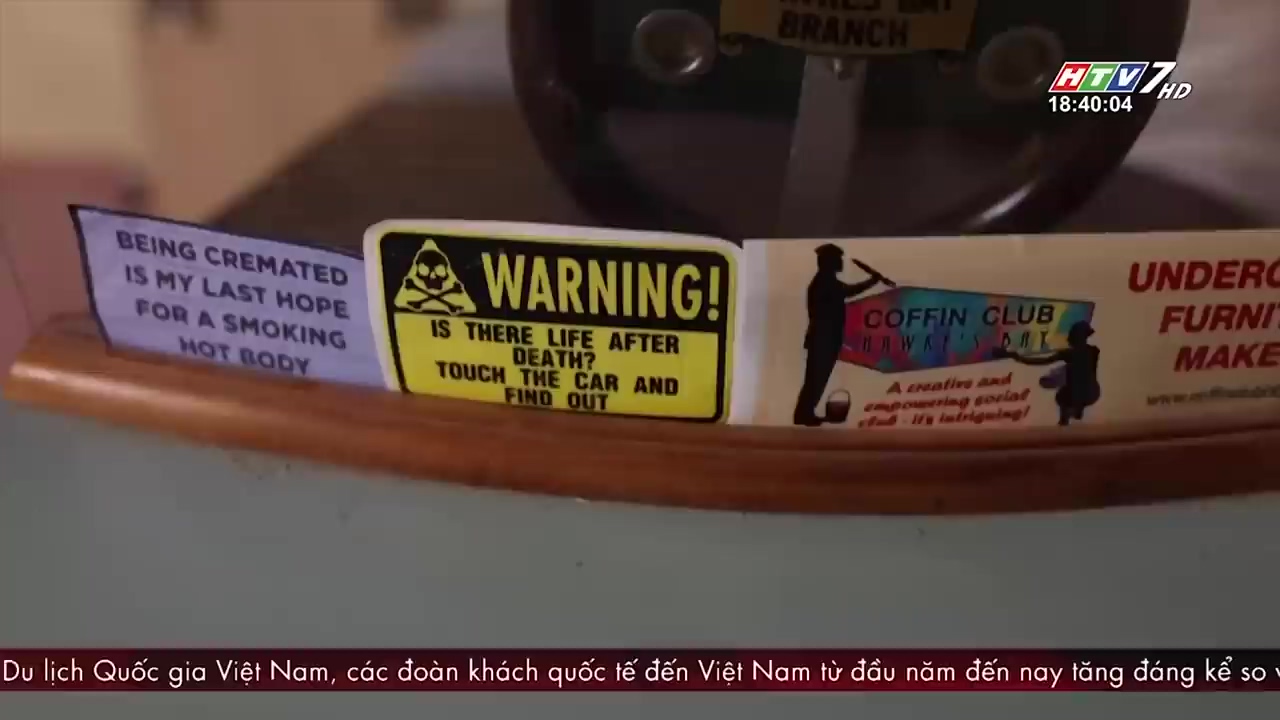 BRANCH
HTV7 HD
18:40:04
BEING CREMATED
IS MY LAST HOPE
FOR A SMOKING
HOT BODY
WARNING!
IS THERE LIFE AFTER
DEATH?
TOUCH THE CAR AND
FIND OUT
COFFIN CLUB
HAWKE'S BAY
A creative and
empowering social
club - it's intriguing!
Du lịch Quốc gia Việt Nam, các đoàn khách quốc tế đến Việt Nam từ đầu năm đến nay tăng đáng kể so